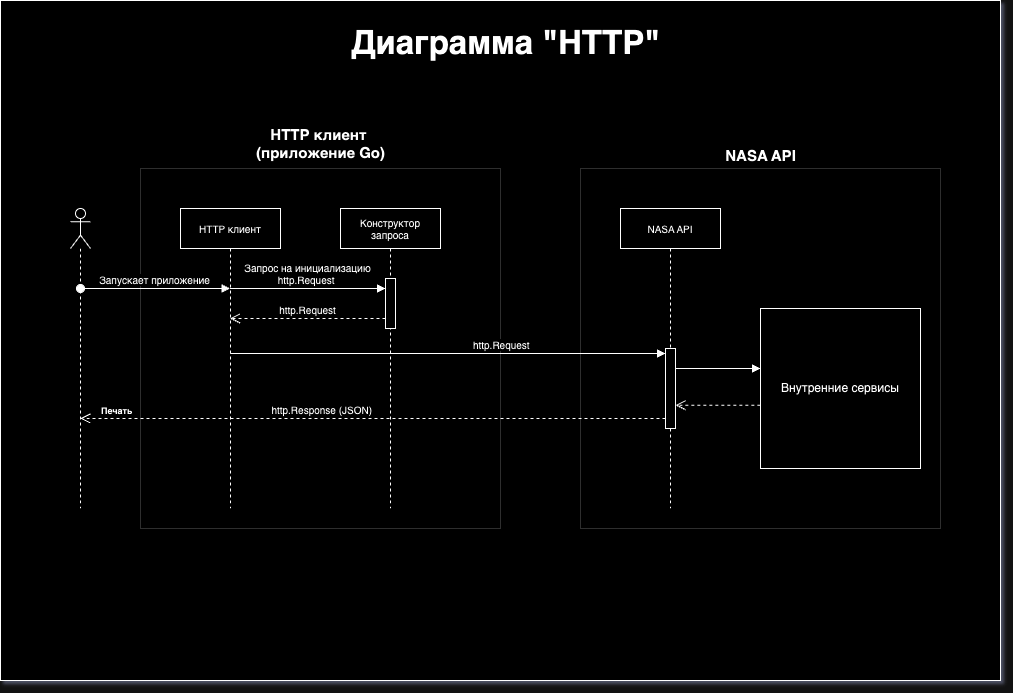 Диаграмма "HTTP"
HTTP клиент
(приложение Go)
NASA API
HTTP клиент
Конструктор
запроса
NASA API
Запускает приложение
Запрос на инициализацию
http.Request
http.Request
http.Request
Внутренние сервисы
Печать
http.Response (JSON)